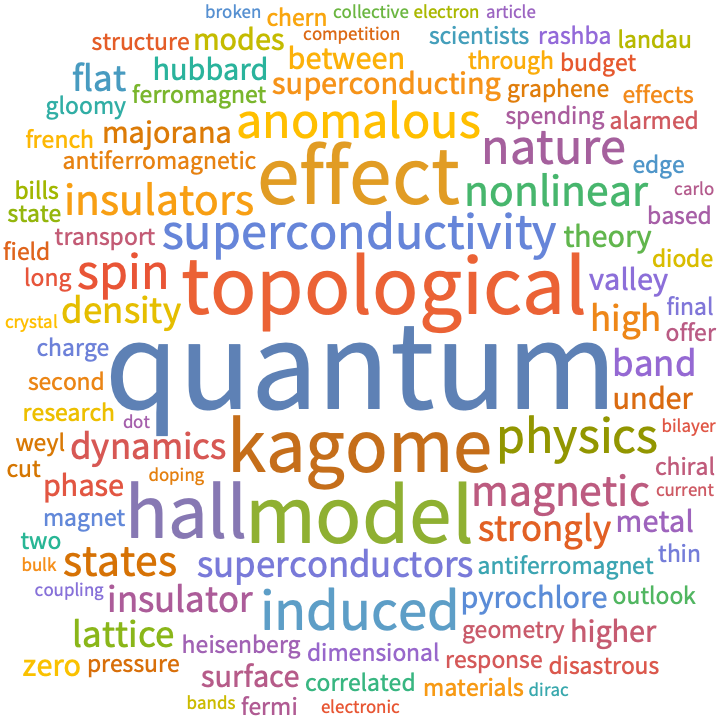 broken chern collective electron article
structure modes competition scientists rashba landau
flat hubbard between through budget
gloomy ferromagnet superconducting graphene effects
french majorana anomalous spending alarmed
antiferromagnetic effect nature edge
bills insulators nonlinear carlo
state superconductivity theory based
field transport diode
long spin topological valley final
crystal density high offer
charge quantum band
second under
research dot kagome physics bilayer
weyl dynamics chiral
cut phase doping magnetic current
magnet hall model strongly metal
two states superconductors antiferromagnet thin
bulk
coupling insulator induced pyrochlore outlook
lattice heisenberg geometry higher
zero pressure dimensional response disastrous
surface correlated materials dirac
bands fermi electronic